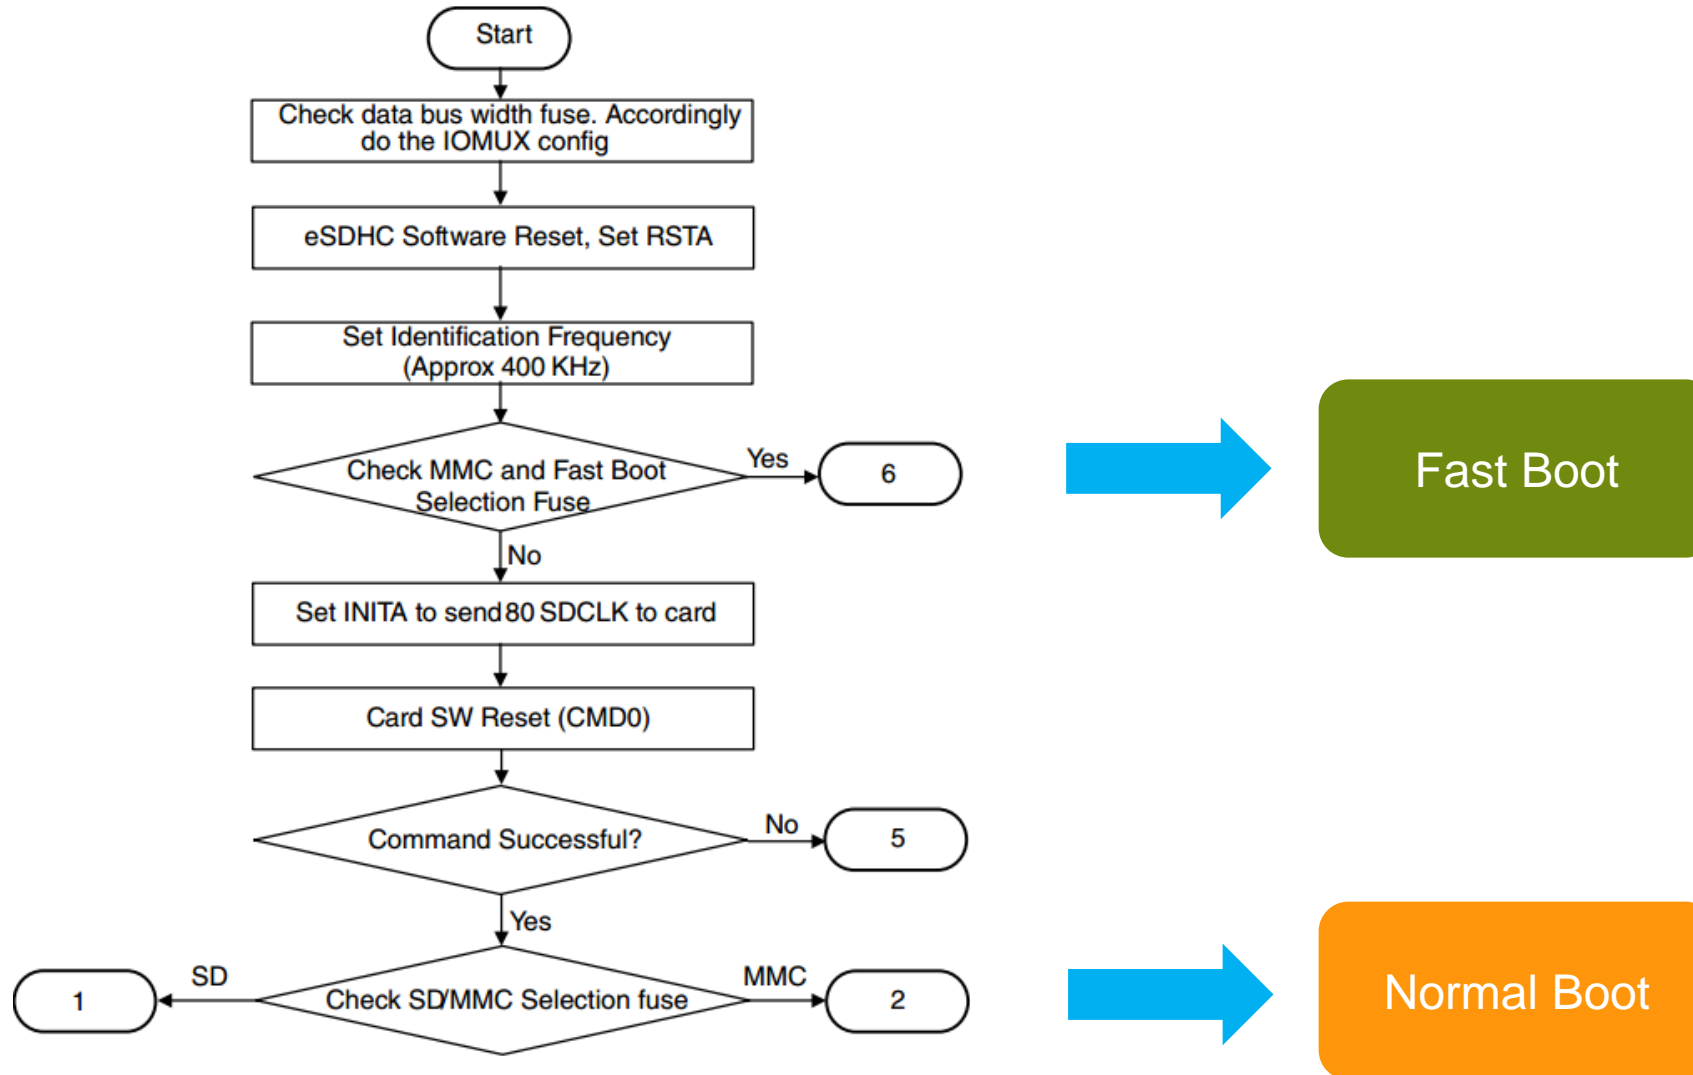 Start
Check data bus width fuse. Accordingly
do the IOMUX config
eSDHC Software Reset, Set RSTA
Set Identification Frequency
(Approx 400 KHz)
Check MMC and Fast Boot
Selection Fuse
Yes
6
Fast Boot
No
Set INITA to send 80 SDCLK to card
Card SW Reset (CMD0)
Command Successful?
No
5
Yes
1
SD
Check SD/MMC Selection fuse
MMC
2
Normal Boot